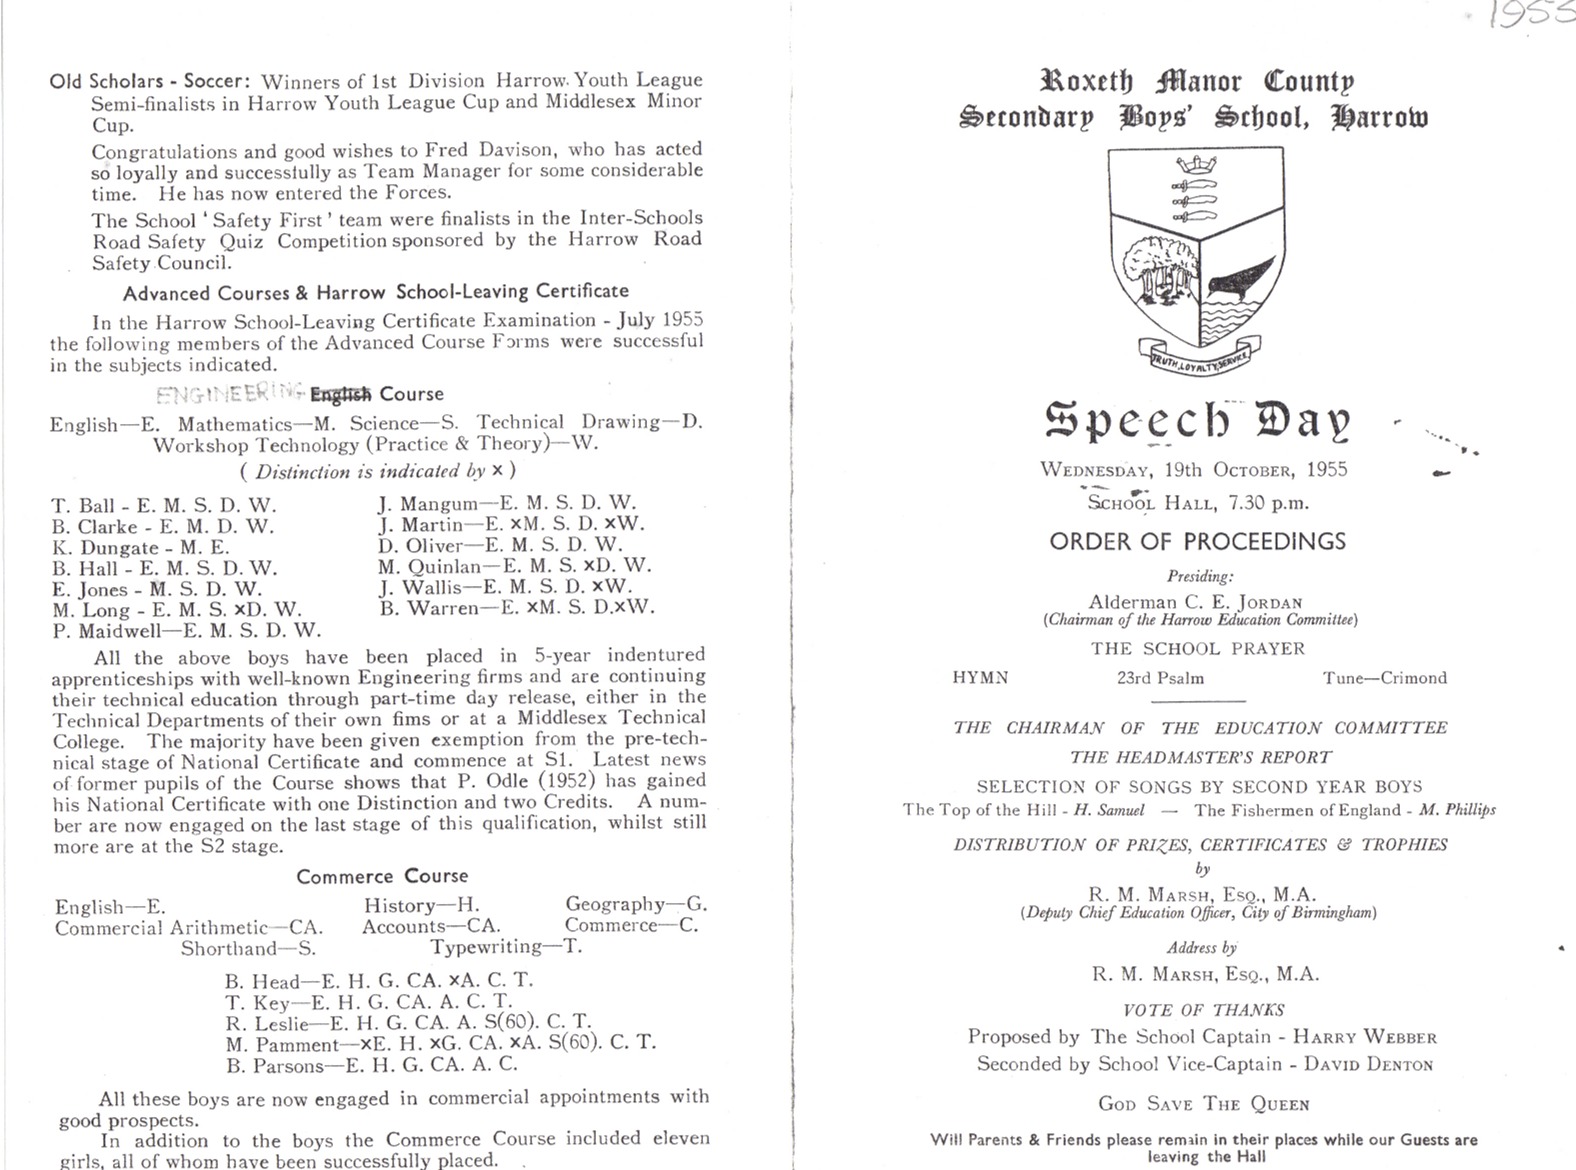 Old Scholars - Soccer: Winners of 1st Division Harrow Youth League
Semi-finalists in Harrow Youth League Cup and Middlesex Minor
Cup.
Congratulations and good wishes to Fred Davison, who has acted
so loyally and successfully as Team Manager for some considerable
time. He has now entered the Forces.
The School ' Safety First ' team were finalists in the Inter-Schools
Road Safety Quiz Competition sponsored by the Harrow Road
Safety Council.
Advanced Courses & Harrow School-Leaving Certificate
In the Harrow School-Leaving Certificate Examination - July 1955
the following members of the Advanced Course Forms were successful
in the subjects indicated.
ENGINEERING English Course
English—E. Mathematics—M. Science—S. Technical Drawing—D.
Workshop Technology (Practice & Theory)—W.
( Distinction is indicated by x )
T. Ball - E. M. S. D. W.
B. Clarke - E. M. D. W.
K. Dungate - M. E.
B. Hall - E. M. S. D. W.
E. Jones - M. S. D. W.
M. Long - E. M. S. xD. W.
P. Maidwell—E. M. S. D. W.
J. Mangum—E. M. S. D. W.
J. Martin—E. xM. S. D. xW.
D. Oliver—E. M. S. D. W.
M. Quinlan—E. M. S. xD. W.
J. Wallis—E. M. S. D. xW.
B. Warren—E. xM. S. D.xW.
All the above boys have been placed in 5-year indentured
apprenticeships with well-known Engineering firms and are continuing
their technical education through part-time day release, either in the
Technical Departments of their own fims or at a Middlesex Technical
College. The majority have been given exemption from the pre-tech-
nical stage of National Certificate and commence at S1. Latest news
of former pupils of the Course shows that P. Odle (1952) has gained
his National Certificate with one Distinction and two Credits. A num-
ber are now engaged on the last stage of this qualification, whilst still
more are at the S2 stage.
Commerce Course
English—E. History—H. Geography—G.
Commercial Arithmetic—CA. Accounts—CA. Commerce—C.
Shorthand—S. Typewriting—T.
B. Head—E. H. G. CA. xA. C. T.
T. Key—E. H. G. CA. A. C. T.
R. Leslie—E. H. G. CA. A. S(60). C. T.
M. Pamment—xE. H. xG. CA. xA. S(60). C. T.
B. Parsons—E. H. G. CA. A. C.
All these boys are now engaged in commercial appointments with
good prospects.
In addition to the boys the Commerce Course included eleven
girls, all of whom have been successfully placed.
1955
Roxeth Manor County
Secondary Boys' School, Harrow
TRUTH, LOYALTY, SERVICE
Speech Day
WEDNESDAY, 19th OCTOBER, 1955
SCHOOL HALL, 7.30 p.m.
ORDER OF PROCEEDINGS
Presiding:
Alderman C. E. JORDAN
(Chairman of the Harrow Education Committee)
THE SCHOOL PRAYER
HYMN 23rd Psalm Tune—Crimond
THE CHAIRMAN OF THE EDUCATION COMMITTEE
THE HEADMASTER'S REPORT
SELECTION OF SONGS BY SECOND YEAR BOYS
The Top of the Hill - H. Samuel — The Fishermen of England - M. Phillips
DISTRIBUTION OF PRIZES, CERTIFICATES & TROPHIES
by
R. M. MARSH, ESQ., M.A.
(Deputy Chief Education Officer, City of Birmingham)
Address by
R. M. MARSH, ESQ., M.A.
VOTE OF THANKS
Proposed by The School Captain - HARRY WEBBER
Seconded by School Vice-Captain - DAVID DENTON
GOD SAVE THE QUEEN
Will Parents & Friends please remain in their places while our Guests are
leaving the Hall